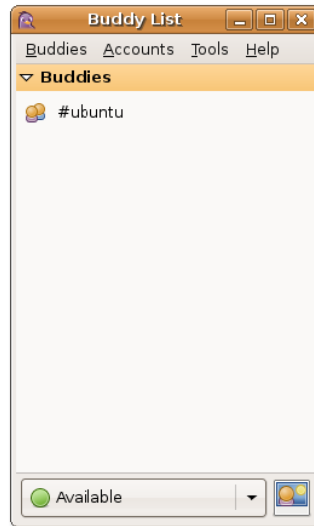 Buddy List
Buddies Accounts Tools Help
Buddies
#ubuntu
Available